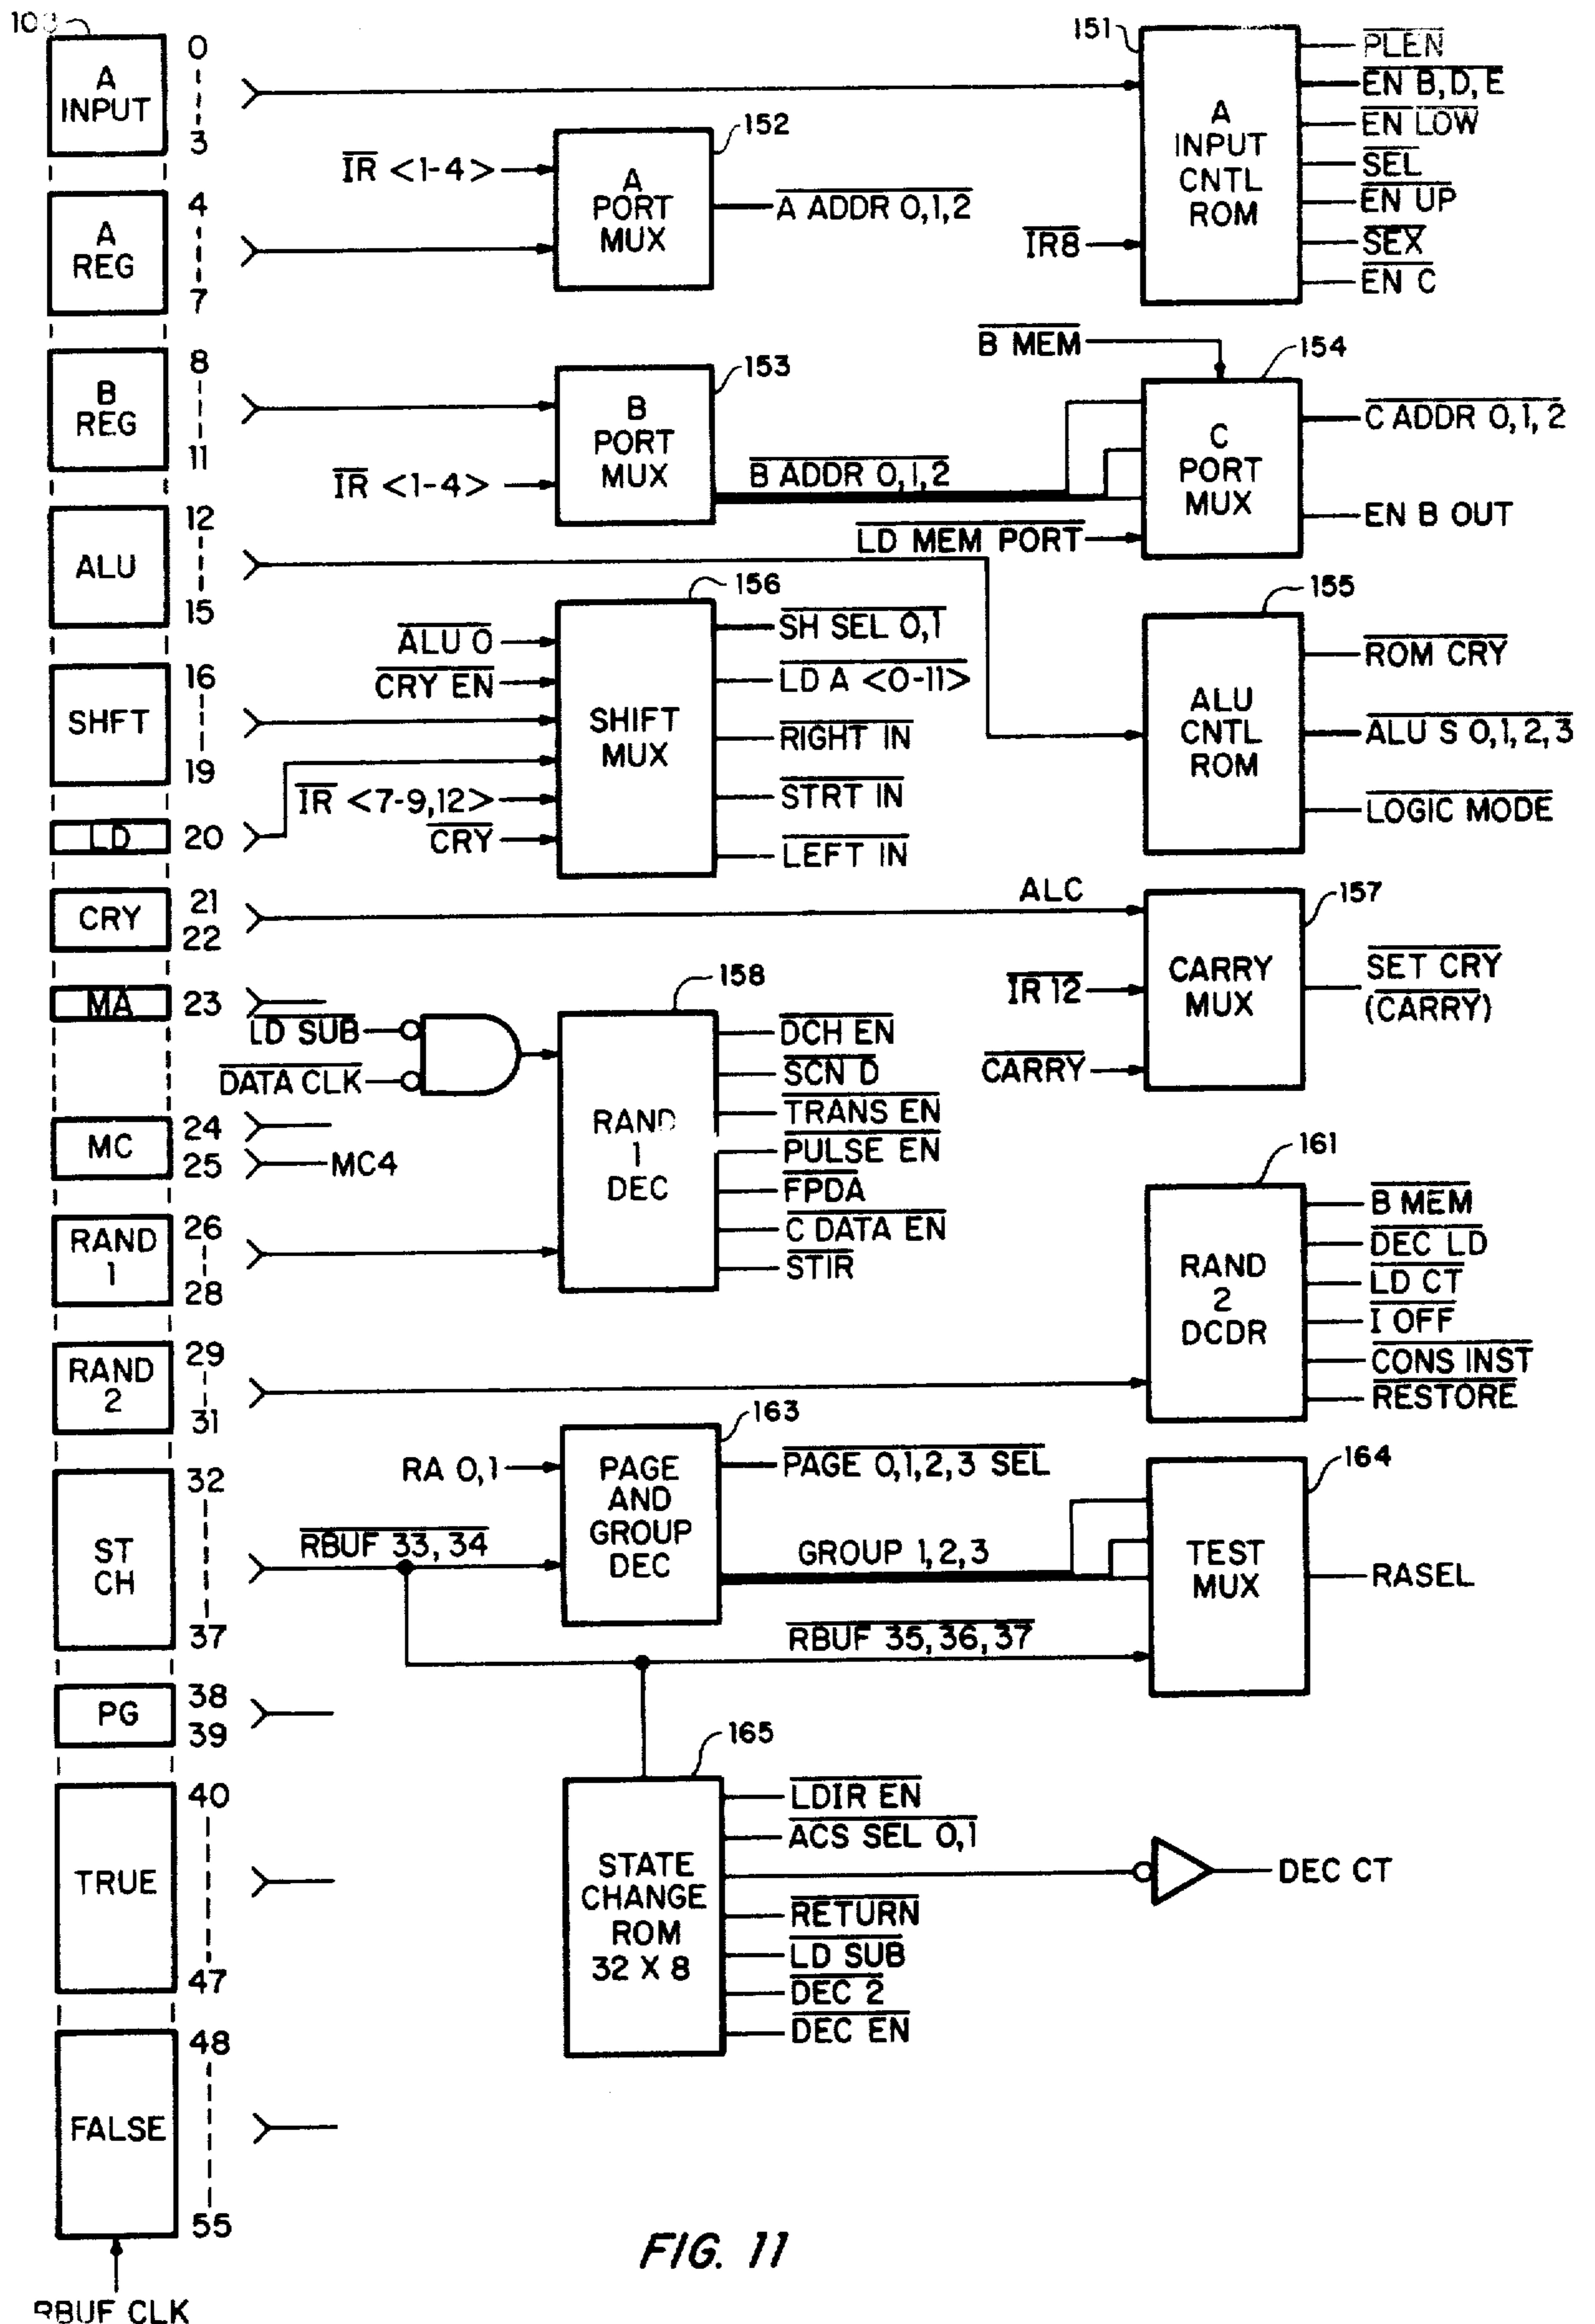 A
INPUT
0
3
151
A
INPUT
CNTL
ROM
PLEN
EN B,D,E
EN LOW
SEL
EN UP
SEX
EN C
IR8
152
IR <1-4>
A
PORT
MUX
A ADDR 0,1,2
A
REG
4
7
B
REG
8
11
153
B
PORT
MUX
IR <1-4>
B ADDR 0,1,2
B MEM
154
C
PORT
MUX
C ADDR 0,1,2
EN B OUT
LD MEM PORT
ALU
12
15
155
ALU
CNTL
ROM
ROM CRY
ALU S 0,1,2,3
LOGIC MODE
156
ALU 0
CRY EN
SHIFT
MUX
IR <7-9,12>
CRY
SH SEL 0,1
LD A <0-11>
RIGHT IN
STRT IN
LEFT IN
SHFT
16
19
LD
20
CRY
21
22
ALC
157
CARRY
MUX
IR 12
CARRY
SET CRY
(CARRY)
MA
23
LD SUB
DATA CLK
158
RAND
1
DEC
DCH EN
SCN D
TRANS EN
PULSE EN
FPDA
C DATA EN
STIR
MC
24
25
MC4
RAND
1
26
28
161
RAND
2
DCDR
B MEM
DEC LD
LD CT
I OFF
CONS INST
RESTORE
RAND
2
29
31
163
RA 0,1
PAGE
AND
GROUP
DEC
PAGE 0,1,2,3 SEL
GROUP 1,2,3
164
TEST
MUX
RASEL
ST
CH
32
37
RBUF 33,34
RBUF 35,36,37
PG
38
39
165
STATE
CHANGE
ROM
32 X 8
LDIR EN
ACS SEL 0,1
DEC CT
RETURN
LD SUB
DEC 2
DEC EN
TRUE
40
47
FALSE
48
55
RBUF CLK
FIG. 11